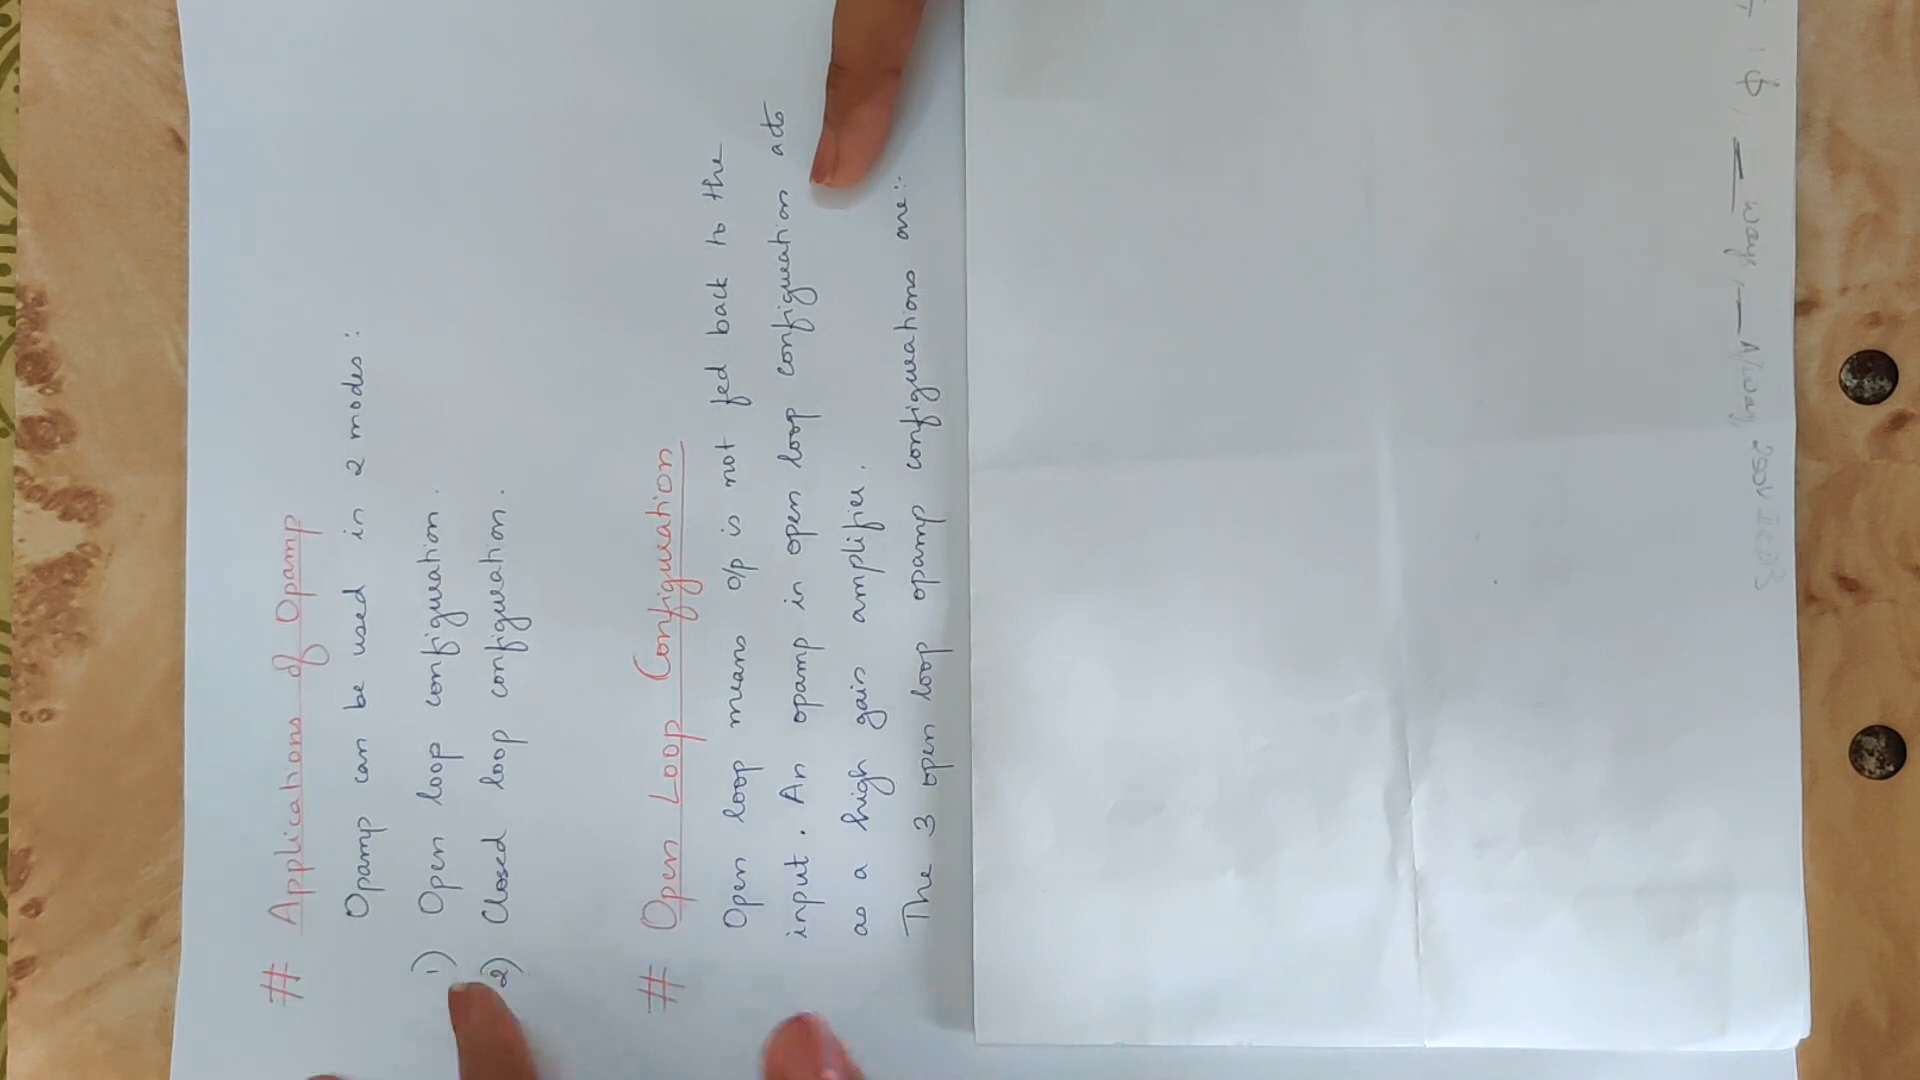 # Applications of Opamp
Opamp can be used in 2 modes:
1) Open loop configuration.
2) Closed loop configuration.
# Open Loop Configuration
Open loop means o/p is not fed back to the
input. An opamp in open loop configuration acts
as a high gain amplifier.
The 3 open loop opamp configurations are:-